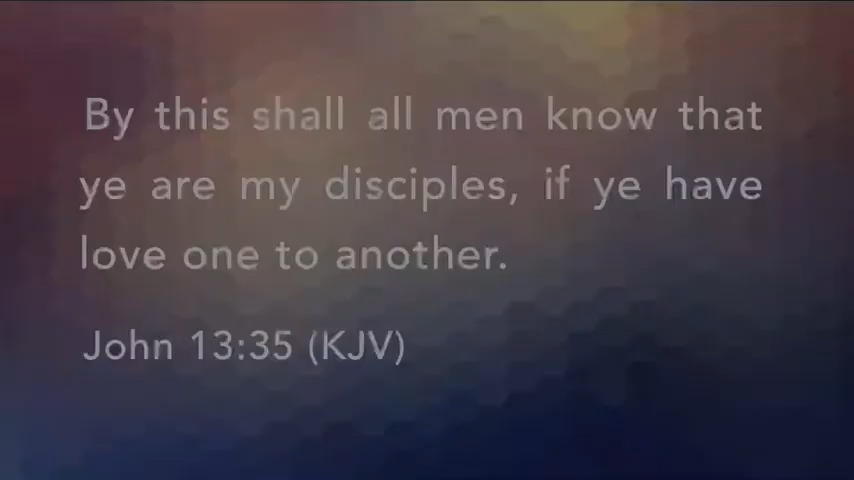 By this shall all men know that
ye are my disciples, if ye have
love one to another.
John 13:35 (KJV)